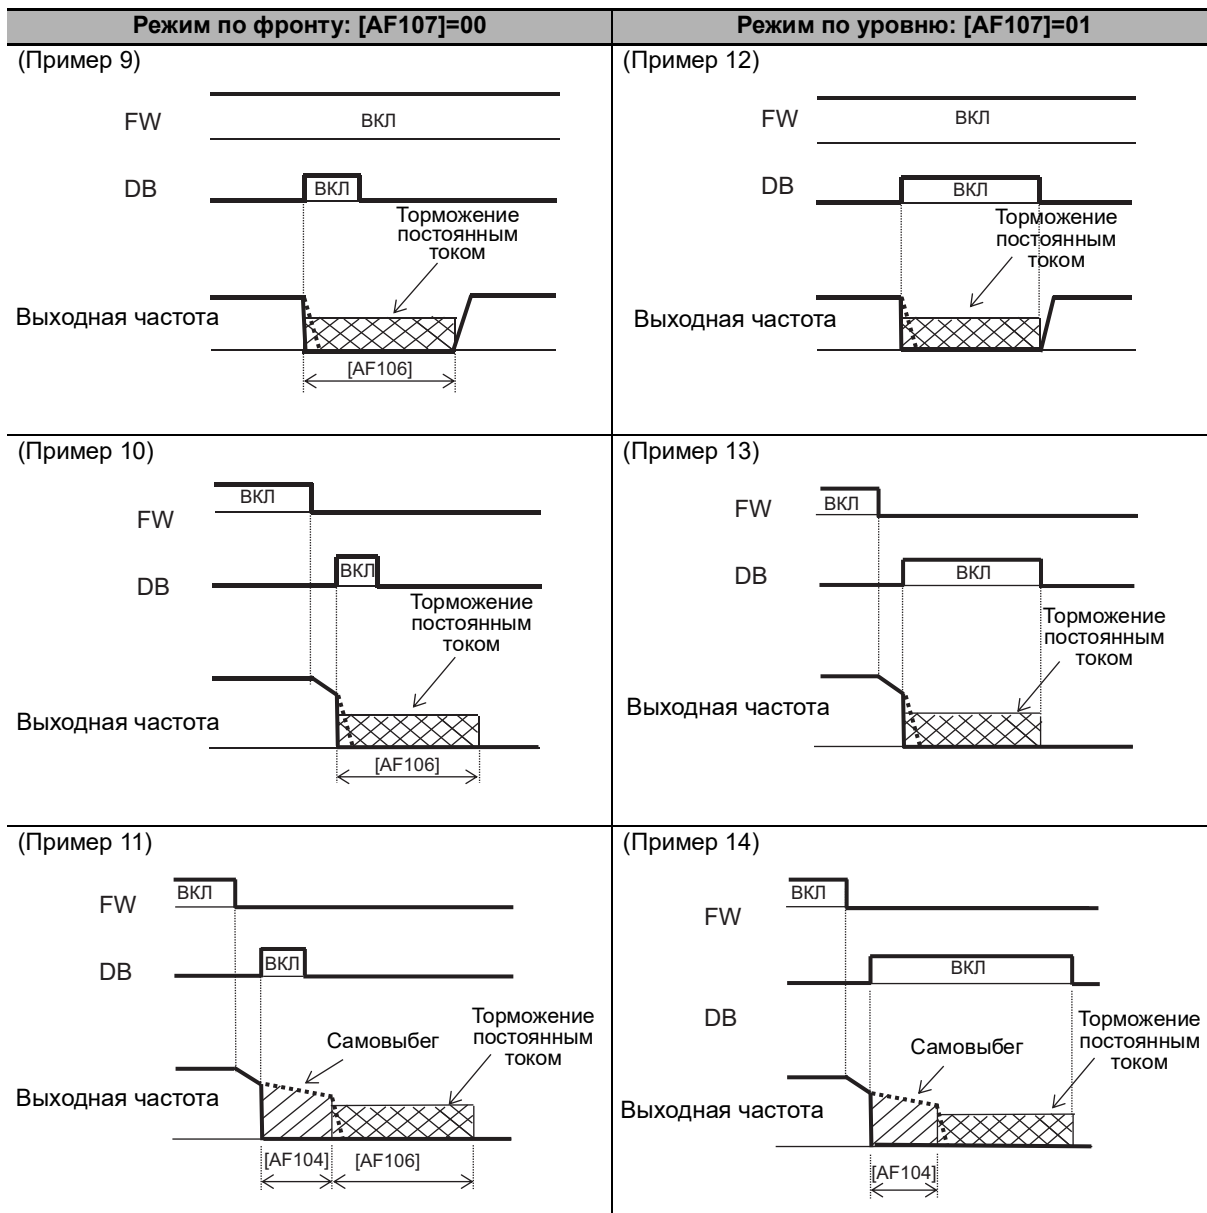 Режим по фронту: [AF107]=00
Режим по уровню: [AF107]=01
(Пример 9)
FW
ВКЛ
DB
ВКЛ
Торможение
постоянным
током
Выходная частота
[AF106]
(Пример 12)
FW
ВКЛ
DB
ВКЛ
Торможение
постоянным
током
Выходная частота
(Пример 10)
ВКЛ
FW
ВКЛ
DB
Торможение
постоянным
током
Выходная частота
[AF106]
(Пример 13)
ВКЛ
FW
DB
ВКЛ
Торможение
постоянным
током
Выходная частота
(Пример 11)
ВКЛ
FW
DB
ВКЛ
Самовыбег
Торможение
постоянным
током
Выходная частота
[AF104]
[AF106]
(Пример 14)
ВКЛ
FW
ВКЛ
DB
Самовыбег
Торможение
постоянным
током
Выходная частота
[AF104]